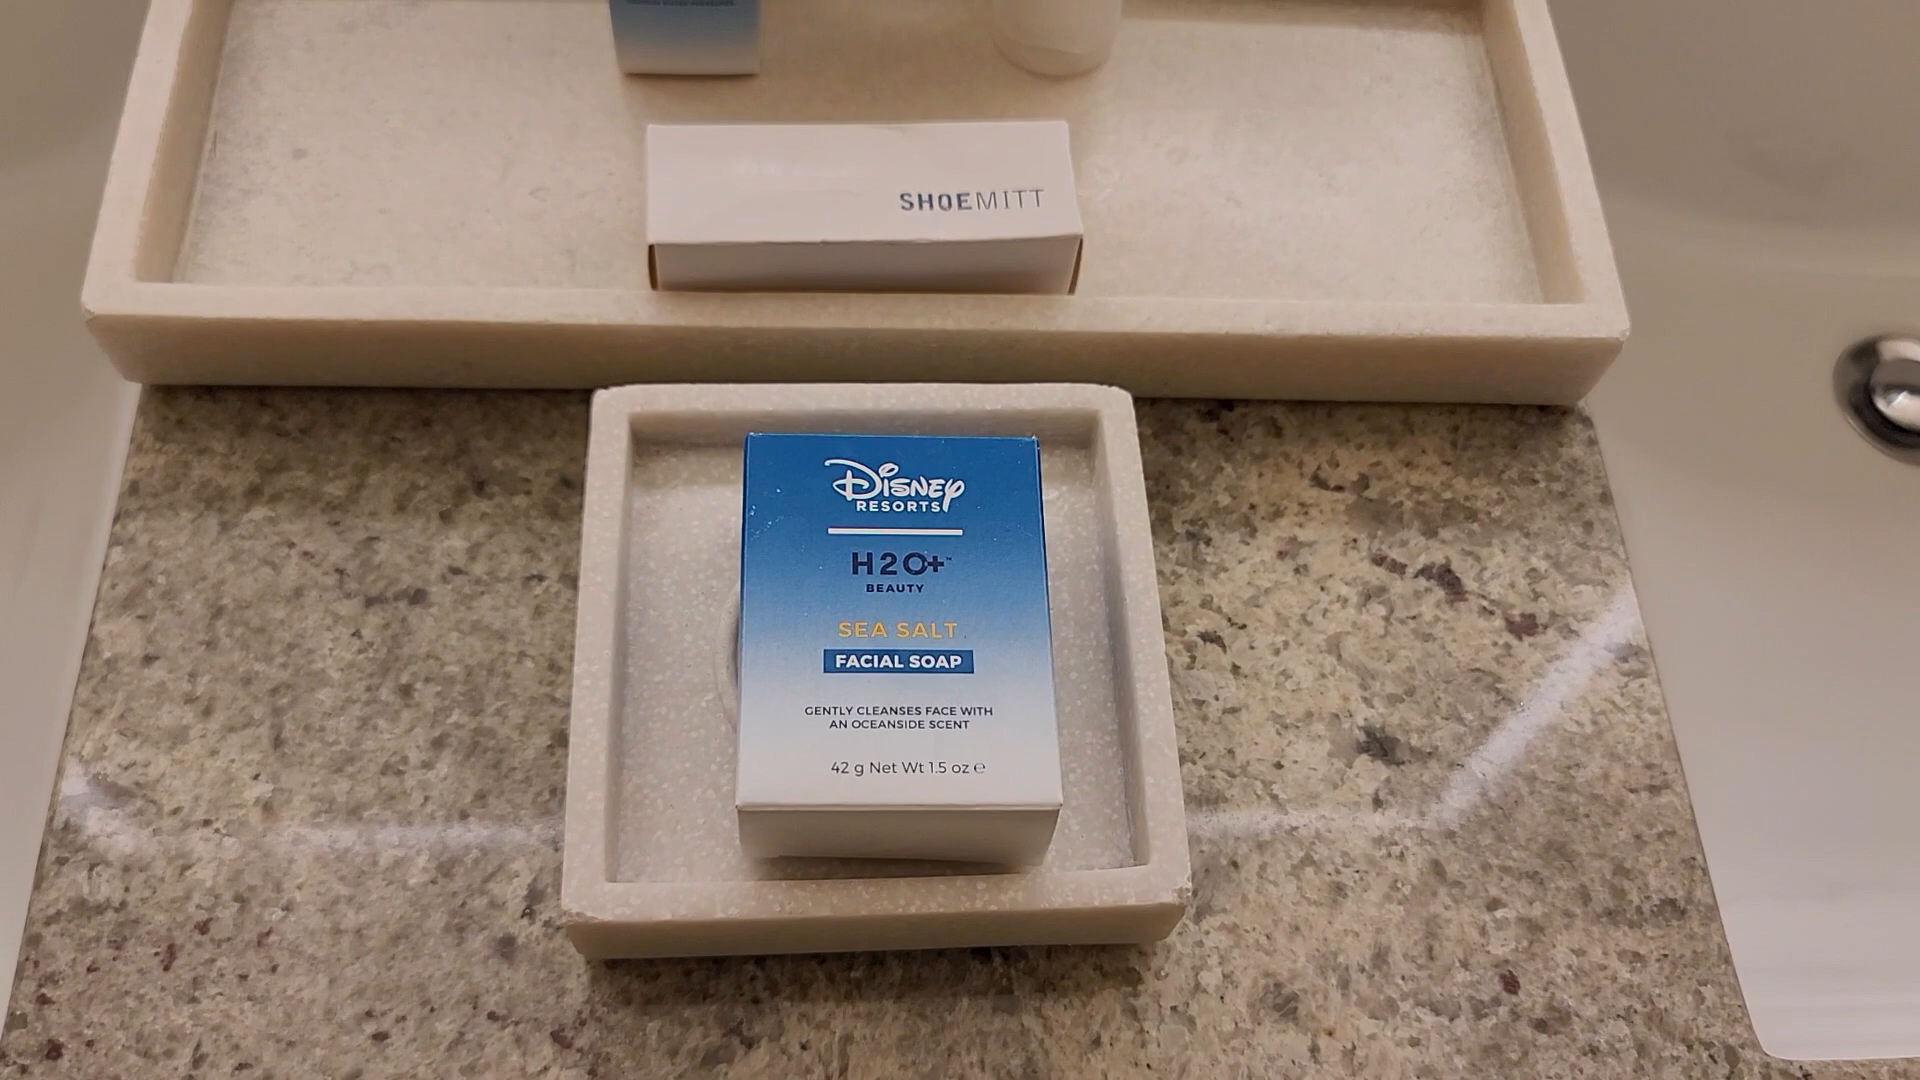 SHOEMITT
Disney
RESORTS
H2O+™
BEAUTY
SEA SALT
FACIAL SOAP
GENTLY CLEANSES FACE WITH
AN OCEANSIDE SCENT
42 g Net Wt 1.5 oz ℮